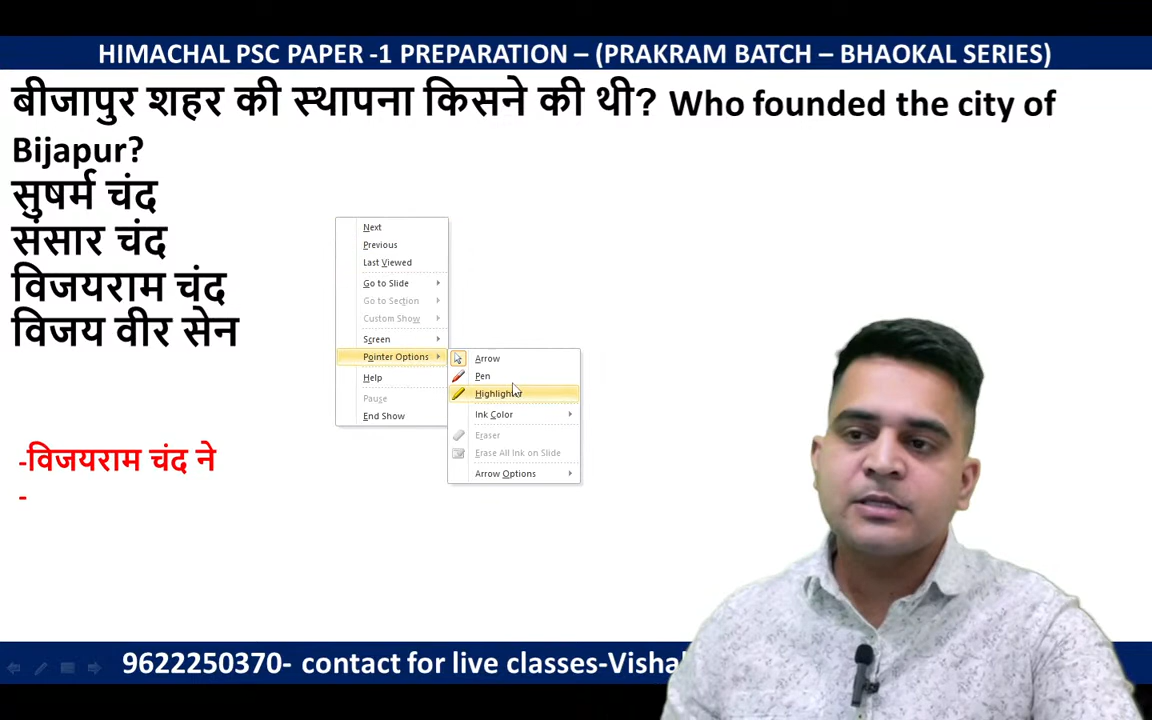 HIMACHAL PSC PAPER -1 PREPARATION – (PRAKRAM BATCH – BHAOKAL SERIES)
बीजापुर शहर की स्थापना किसने की थी? Who founded the city of
Bijapur?
सुषर्म चंद
संसार चंद
विजयराम चंद
विजय वीर सेन
Next
Previous
Last Viewed
Go to Slide
Go to Section
Custom Show
Screen
Pointer Options
Help
Pause
End Show
Arrow
Pen
Highlighter
Ink Color
Eraser
Erase All Ink on Slide
Arrow Options
-विजयराम चंद ने
-
9622250370- contact for live classes-Vishal